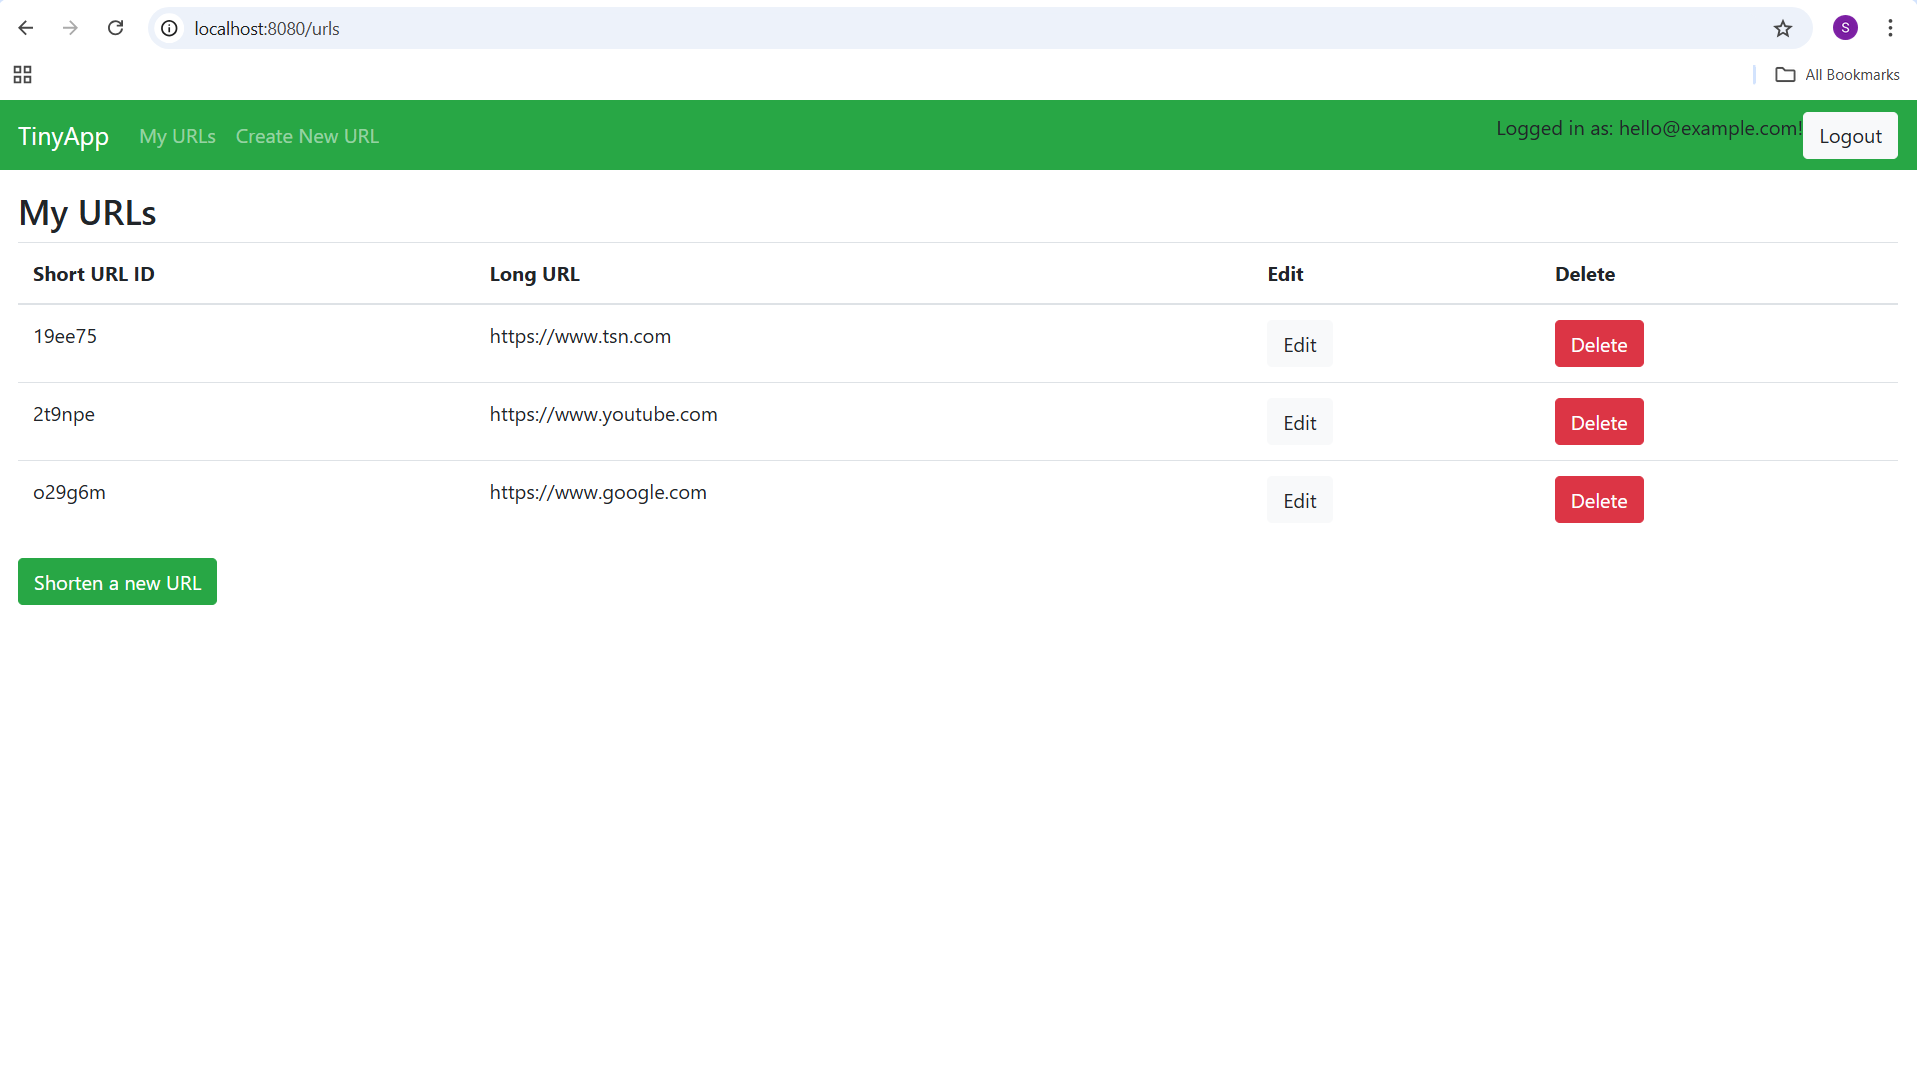 localhost:8080/urls
All Bookmarks
TinyApp My URLs Create New URL Logged in as: hello@example.com! Logout
My URLs
Short URL ID Long URL Edit Delete
19ee75 https://www.tsn.com Edit Delete
2t9npe https://www.youtube.com Edit Delete
o29g6m https://www.google.com Edit Delete
Shorten a new URL
S